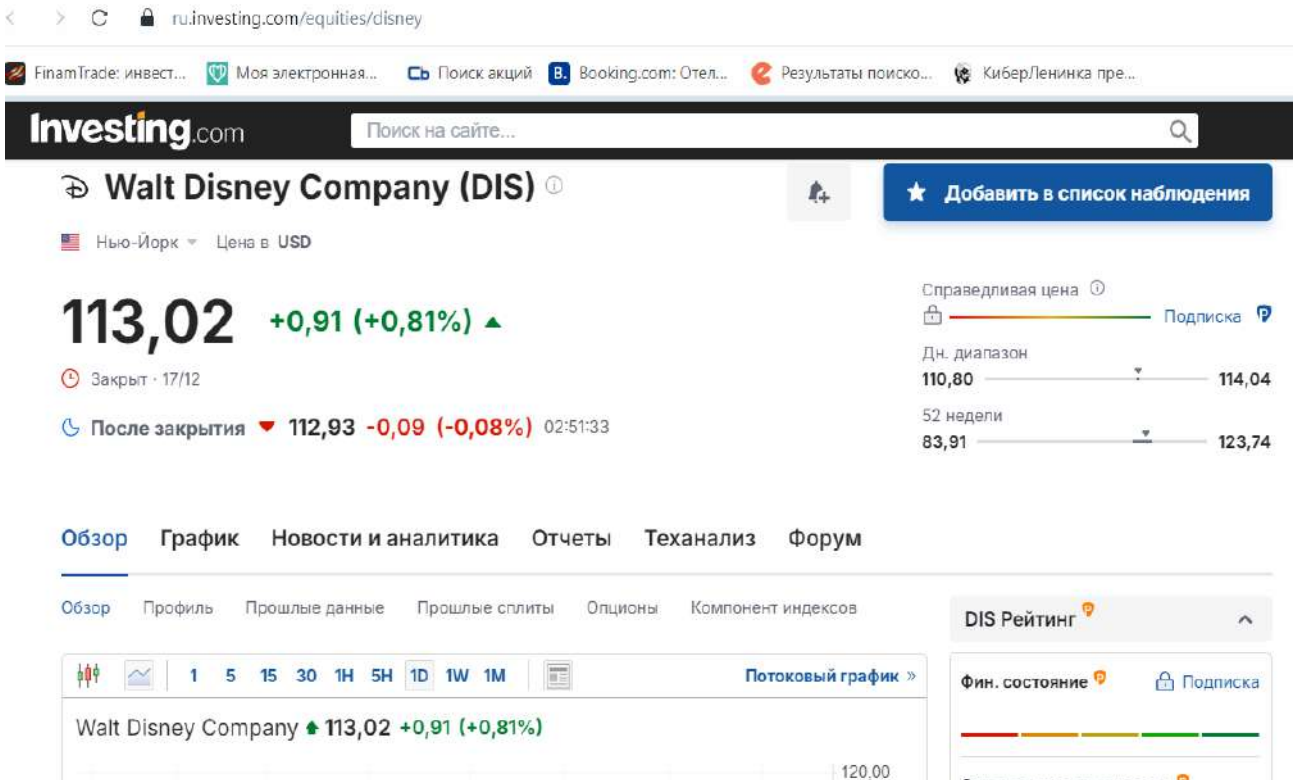 ru.investing.com/equities/disney
FinamTrade: инвест... Моя электронная... Сb Поиск акций B. Booking.com: Отел... Результаты поиско... КиберЛенинка пре...
Investing.com Поиск на сайте...
Walt Disney Company (DIS)
Добавить в список наблюдения
Нью-Йорк Цена в USD
113,02 +0,91 (+0,81%)
Справедливая цена
Подписка
Дн. диапазон
110,80 114,04
Закрыт · 17/12
52 недели
83,91 123,74
После закрытия 112,93 -0,09 (-0,08%) 02:51:33
Обзор График Новости и аналитика Отчеты Теханализ Форум
Обзор Профиль Прошлые данные Прошлые сплиты Опционы Компонент индексов
DIS Рейтинг
1 5 15 30 1H 5H 1D 1W 1M Потоковый график »
Фин. состояние Подписка
Walt Disney Company 113,02 +0,91 (+0,81%)
120,00